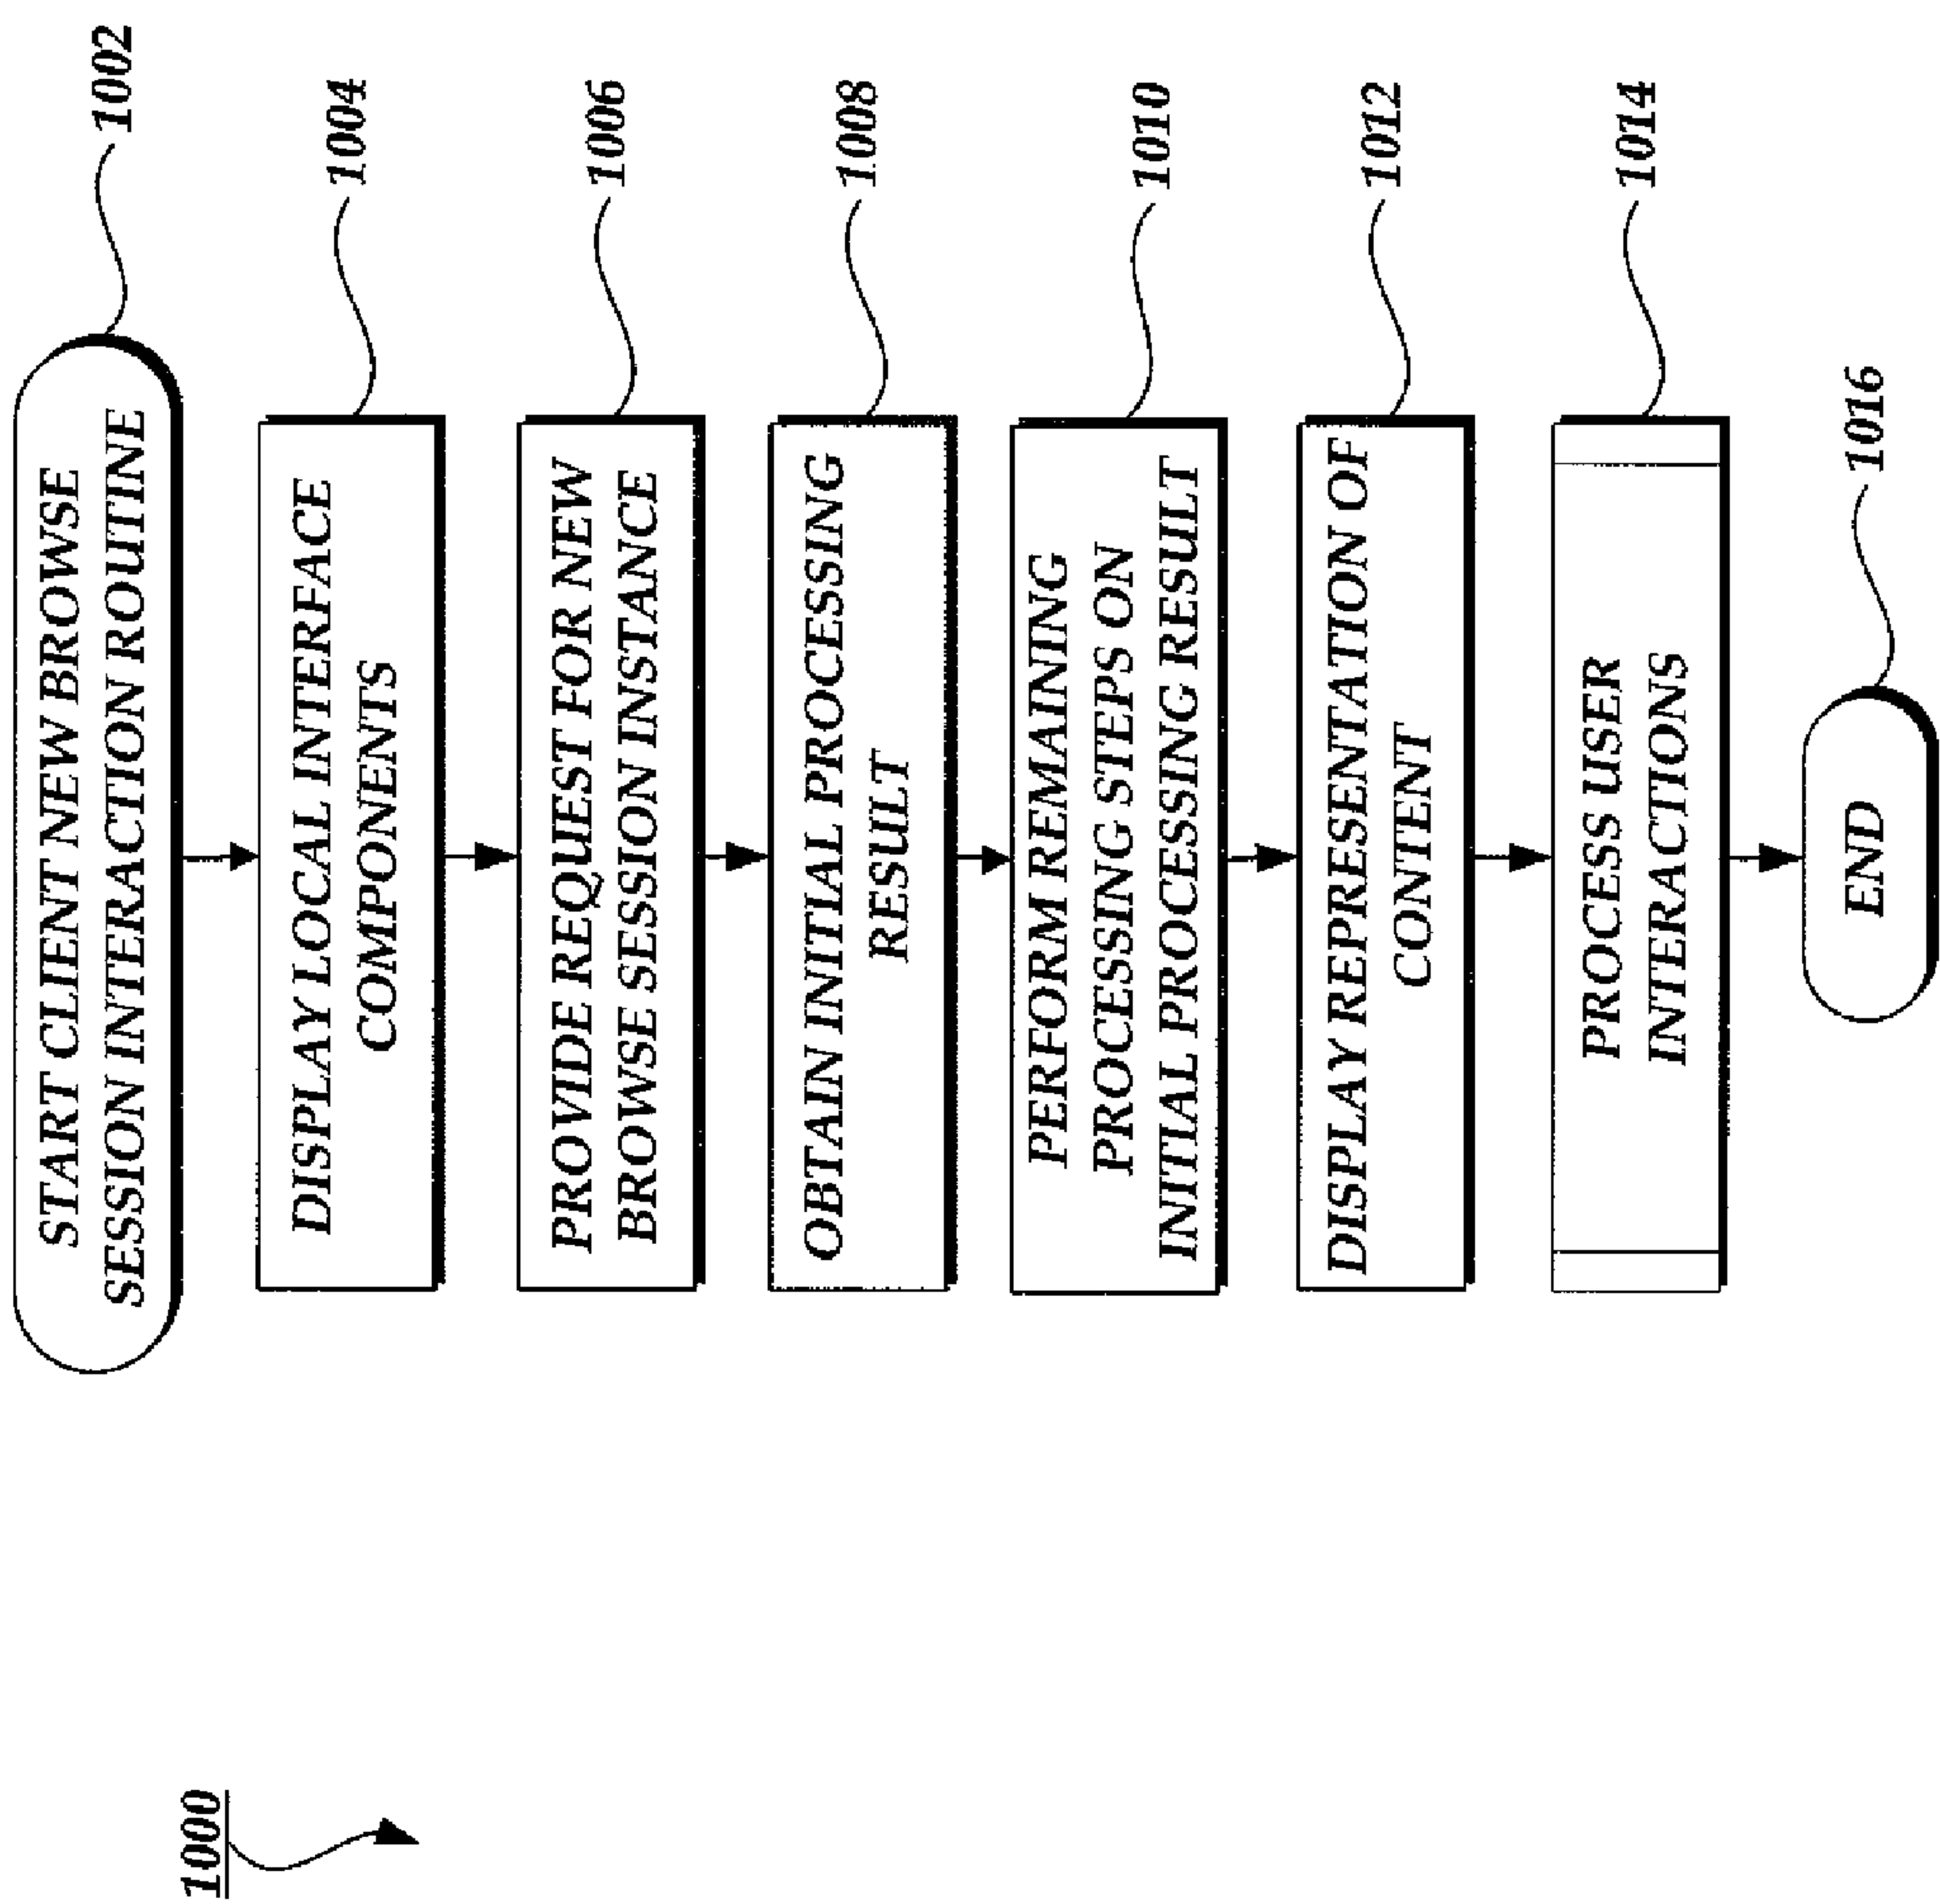 1000
START CLIENT NEW BROWSE
SESSION INTERACTION ROUTINE
1002
DISPLAY LOCAL INTERFACE
COMPONENTS
1004
PROVIDE REQUEST FOR NEW
BROWSE SESSION INSTANCE
1006
OBTAIN INITIAL PROCESSING
RESULT
1008
PERFORM REMAINING
PROCESSING STEPS ON
INITIAL PROCESSING RESULT
1010
DISPLAY REPRESENTATION OF
CONTENT
1012
PROCESS USER
INTERACTIONS
1014
END
1016